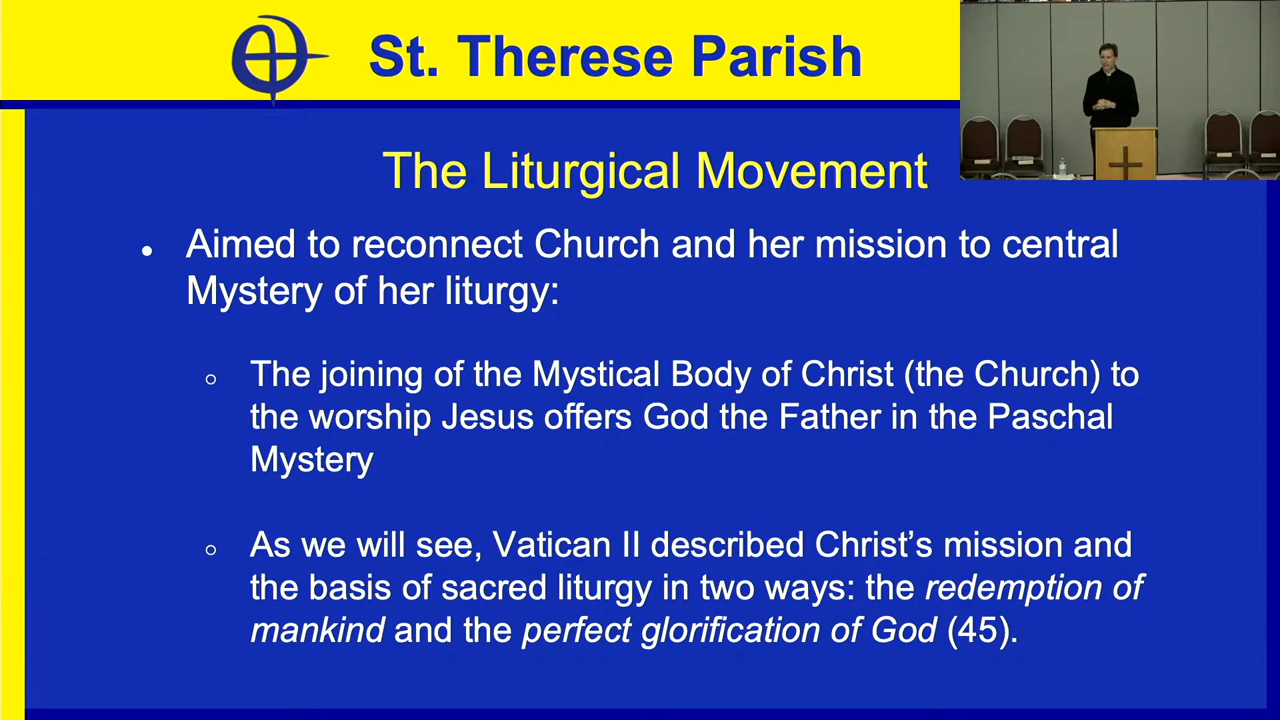 St. Therese Parish
The Liturgical Movement
• Aimed to reconnect Church and her mission to central
Mystery of her liturgy:
○ The joining of the Mystical Body of Christ (the Church) to
the worship Jesus offers God the Father in the Paschal
Mystery
○ As we will see, Vatican II described Christ’s mission and
the basis of sacred liturgy in two ways: the redemption of
mankind and the perfect glorification of God (45).